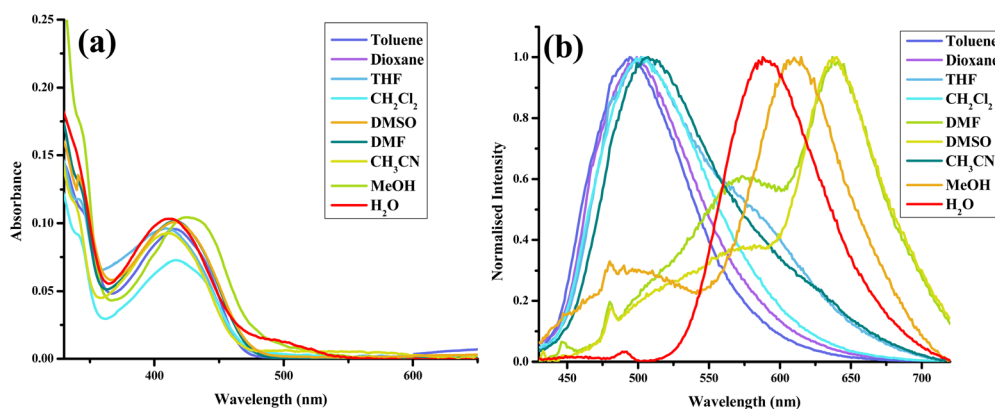 (a)
Absorbance
0.25
0.20
0.15
0.10
0.05
0.00
400
500
600
Wavelength (nm)
Toluene
Dioxane
THF
CH₂Cl₂
DMSO
DMF
CH₃CN
MeOH
H₂O
(b)
Normalised Intensity
1.0
0.8
0.6
0.4
0.2
0.0
450
500
550
600
650
700
Wavelength (nm)
Toluene
Dioxane
THF
CH₂Cl₂
DMF
DMSO
CH₃CN
MeOH
H₂O